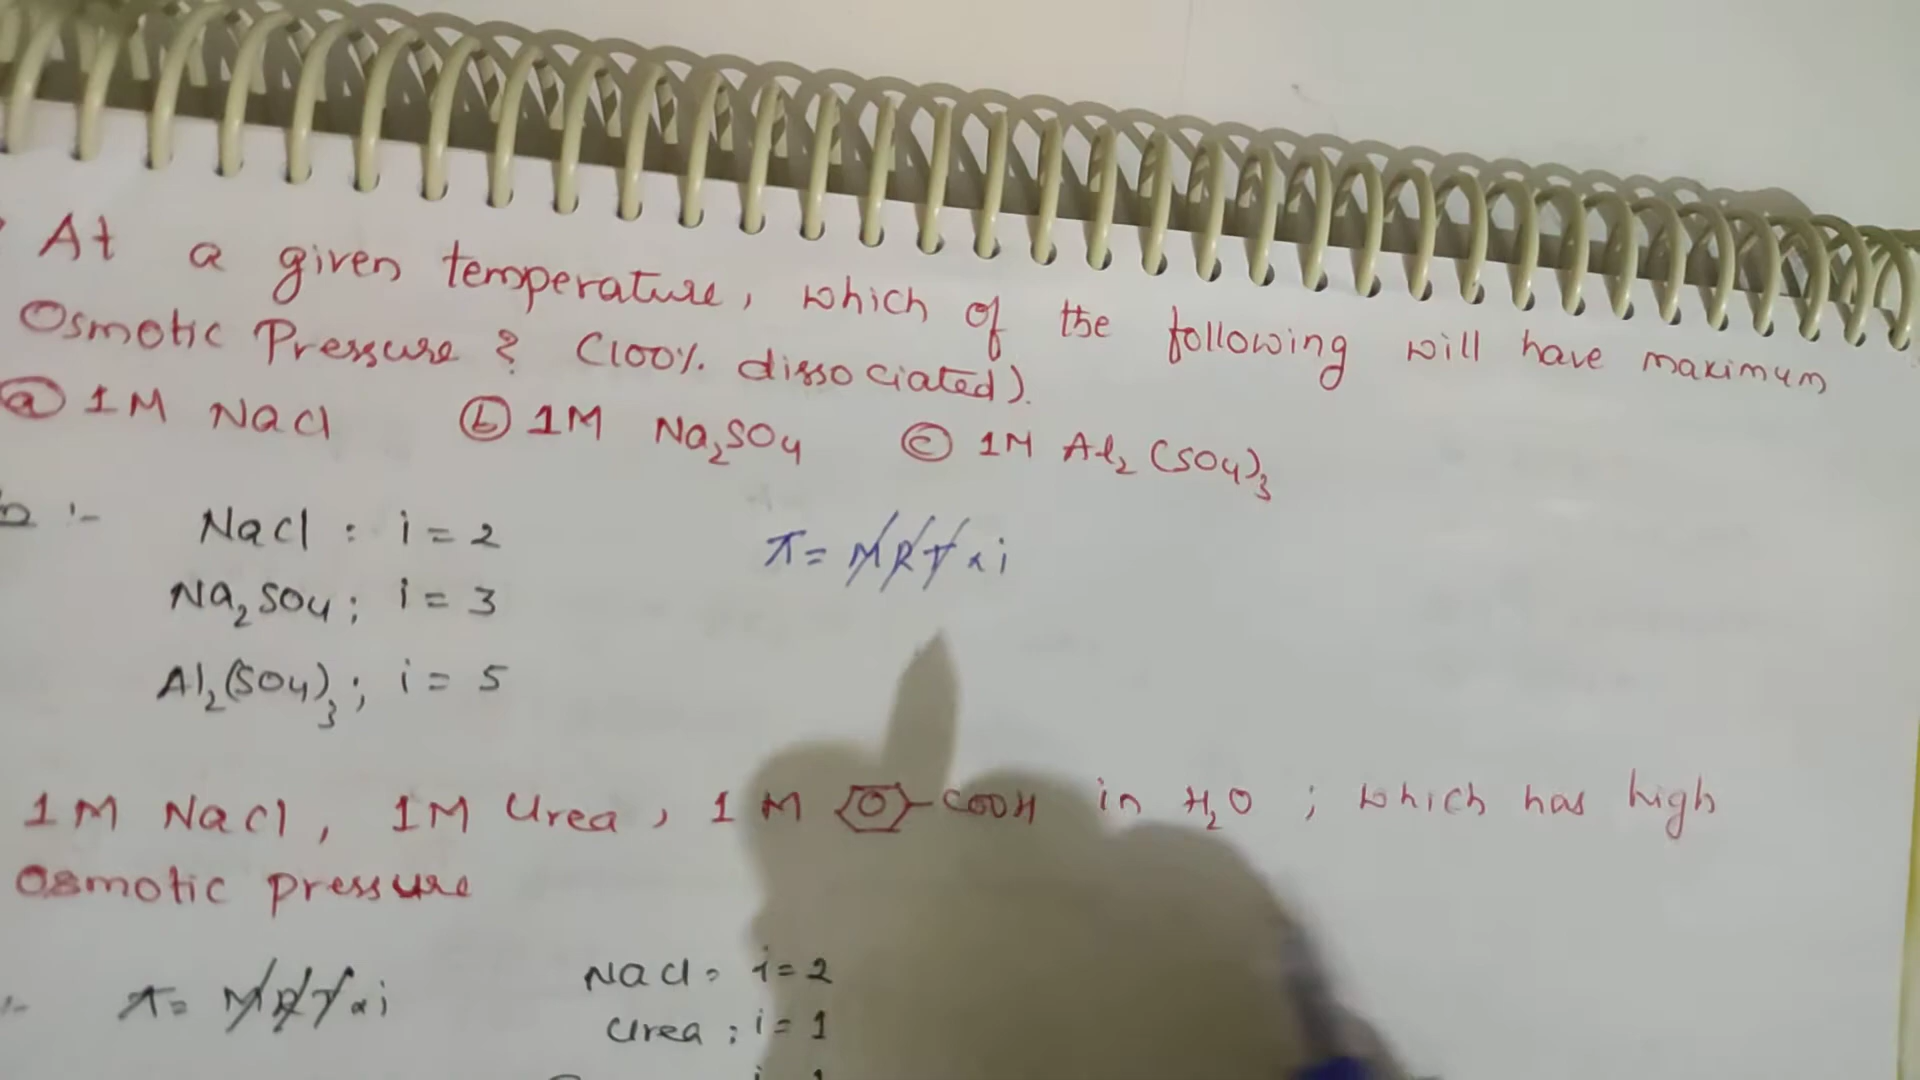 At a given temperature, which of the following will have maximum
Osmotic Pressure ? (100% dissociated).
(a) 1M NaCl (b) 1M Na₂SO₄ (c) 1M Al₂(SO₄)₃
NaCl : i = 2 π = MRT x i
Na₂SO₄ ; i = 3
Al₂(SO₄)₃ ; i = 5
1M NaCl, 1M Urea, 1M COOH in H₂O ; which has high
Osmotic pressure
π = MRT x i NaCl: i = 2
Urea : i = 1